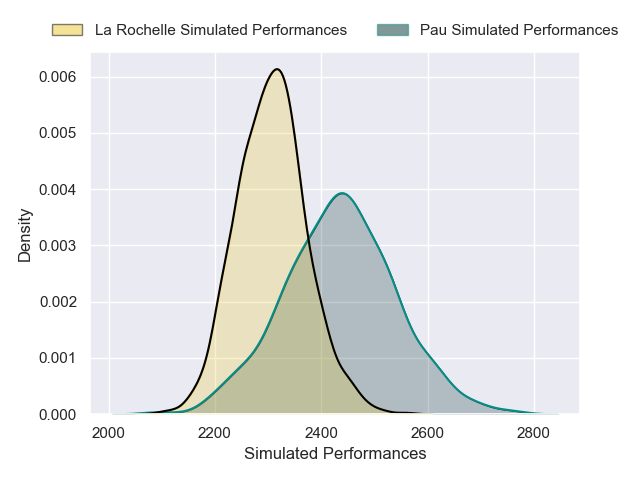 La Rochelle Simulated Performances Pau Simulated Performances
0.006
0.005
0.004
0.003
0.002
0.001
0.000
Density
2000 2200 2400 2600 2800
Simulated Performances